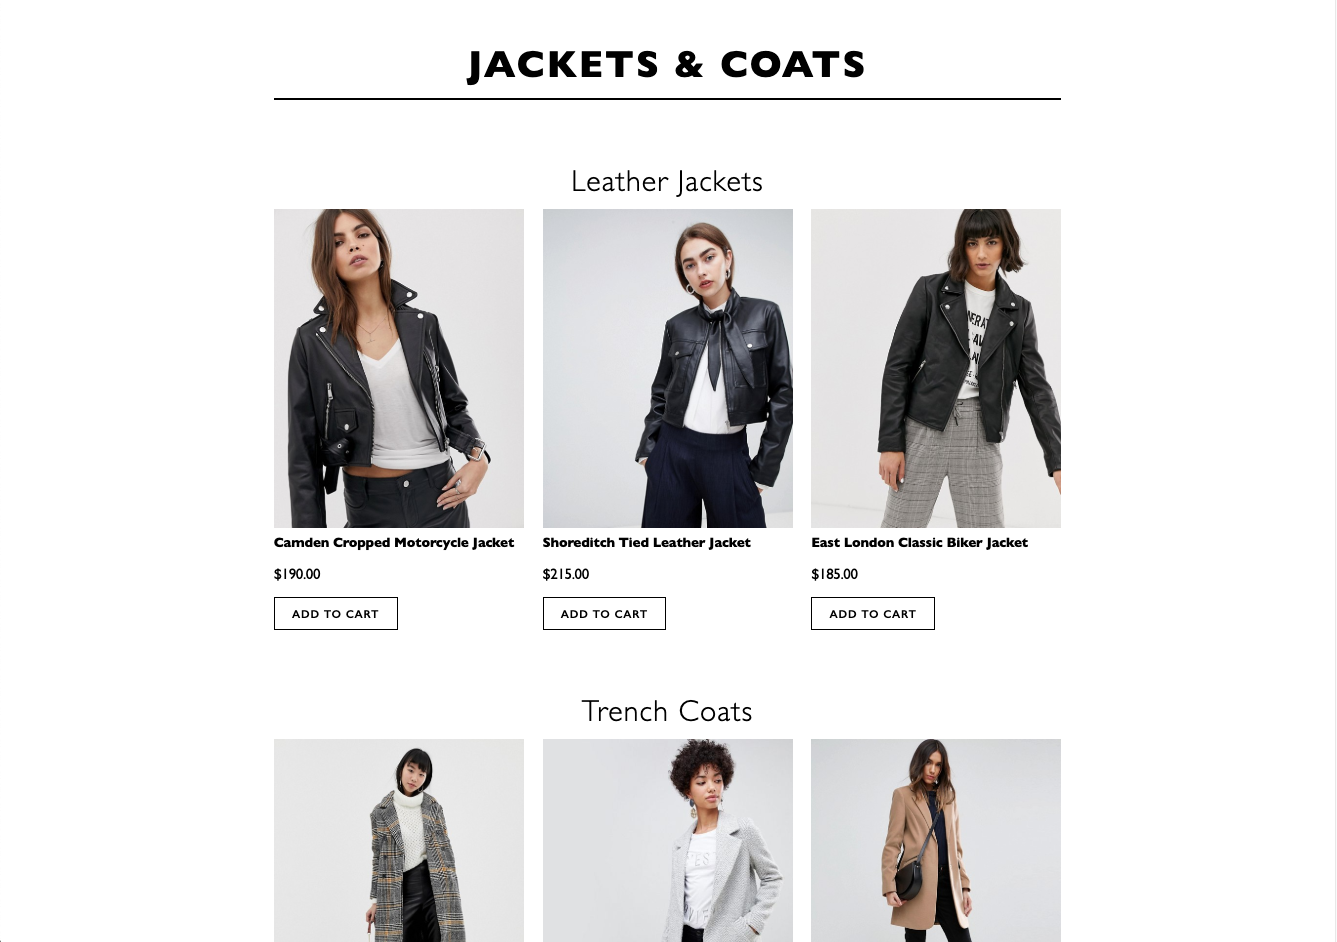 JACKETS & COATS
Leather Jackets
Camden Cropped Motorcycle Jacket
Shoreditch Tied Leather Jacket
East London Classic Biker Jacket
$190.00
$215.00
$185.00
ADD TO CART
ADD TO CART
ADD TO CART
Trench Coats